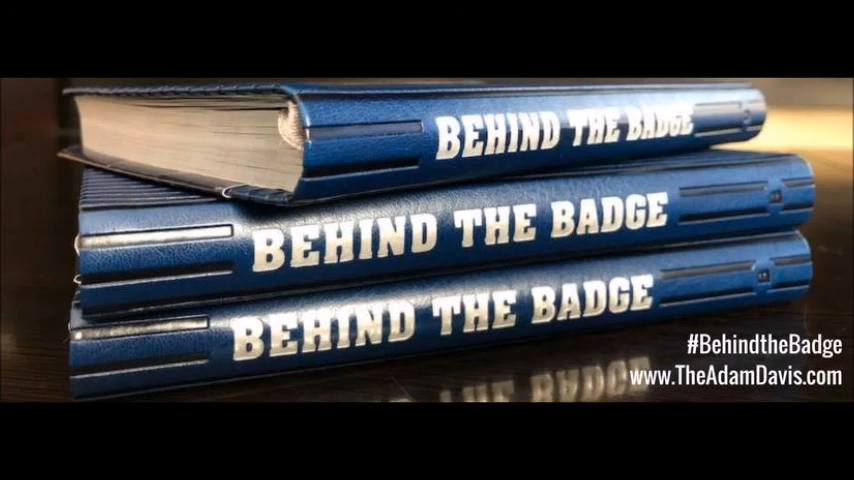 BEHIND THE BADGE
BEHIND THE BADGE
BEHIND THE BADGE
#BehindtheBadge
www.TheAdamDavis.com